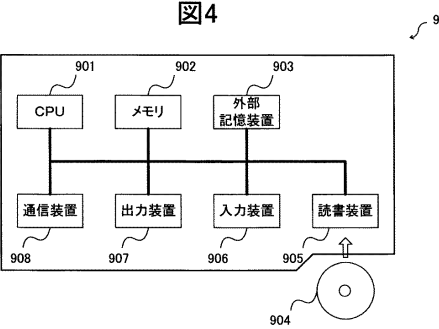 図4
9
901
902
903
CPU
メモリ
外部
記憶装置
通信装置
出力装置
入力装置
読書装置
908
907
906
905
904